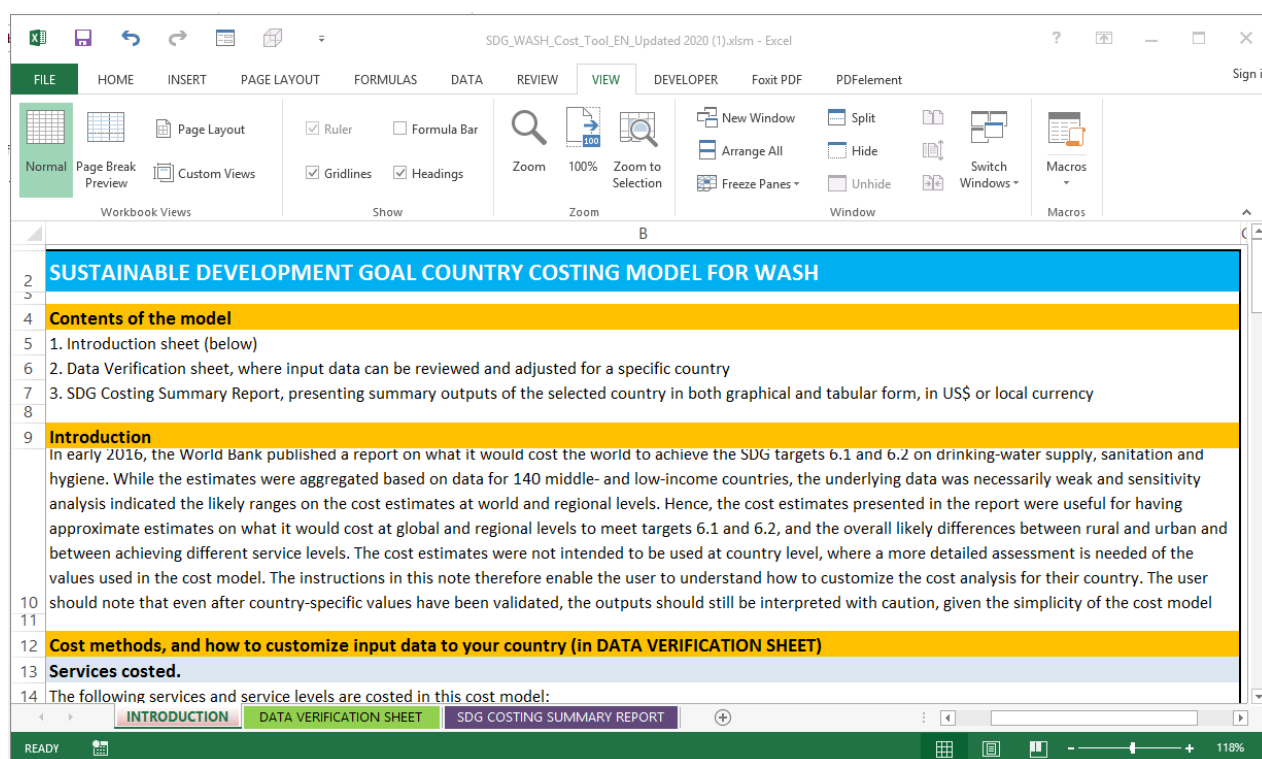 SDG_WASH_Cost_Tool_EN_Updated 2020 (1).xlsm - Excel
?
FILE HOME INSERT PAGE LAYOUT FORMULAS DATA REVIEW VIEW DEVELOPER Foxit PDF PDFelement Sign i
Normal
Page Break
Preview
Page Layout
Custom Views
Workbook Views
Ruler
Formula Bar
Gridlines
Headings
Show
Zoom
100
100%
Zoom to
Selection
Zoom
New Window
Arrange All
Freeze Panes
Split
Hide
Unhide
Switch
Windows
Window
Macros
Macros
B
2 SUSTAINABLE DEVELOPMENT GOAL COUNTRY COSTING MODEL FOR WASH
3
4 Contents of the model
5 1. Introduction sheet (below)
6 2. Data Verification sheet, where input data can be reviewed and adjusted for a specific country
7 3. SDG Costing Summary Report, presenting summary outputs of the selected country in both graphical and tabular form, in US$ or local currency
8
9 Introduction
In early 2016, the World Bank published a report on what it would cost the world to achieve the SDG targets 6.1 and 6.2 on drinking-water supply, sanitation and
hygiene. While the estimates were aggregated based on data for 140 middle- and low-income countries, the underlying data was necessarily weak and sensitivity
analysis indicated the likely ranges on the cost estimates at world and regional levels. Hence, the cost estimates presented in the report were useful for having
approximate estimates on what it would cost at global and regional levels to meet targets 6.1 and 6.2, and the overall likely differences between rural and urban and
between achieving different service levels. The cost estimates were not intended to be used at country level, where a more detailed assessment is needed of the
values used in the cost model. The instructions in this note therefore enable the user to understand how to customize the cost analysis for their country. The user
10 should note that even after country-specific values have been validated, the outputs should still be interpreted with caution, given the simplicity of the cost model
11
12 Cost methods, and how to customize input data to your country (in DATA VERIFICATION SHEET)
13 Services costed.
14 The following services and service levels are costed in this cost model:
INTRODUCTION DATA VERIFICATION SHEET SDG COSTING SUMMARY REPORT
READY 118%